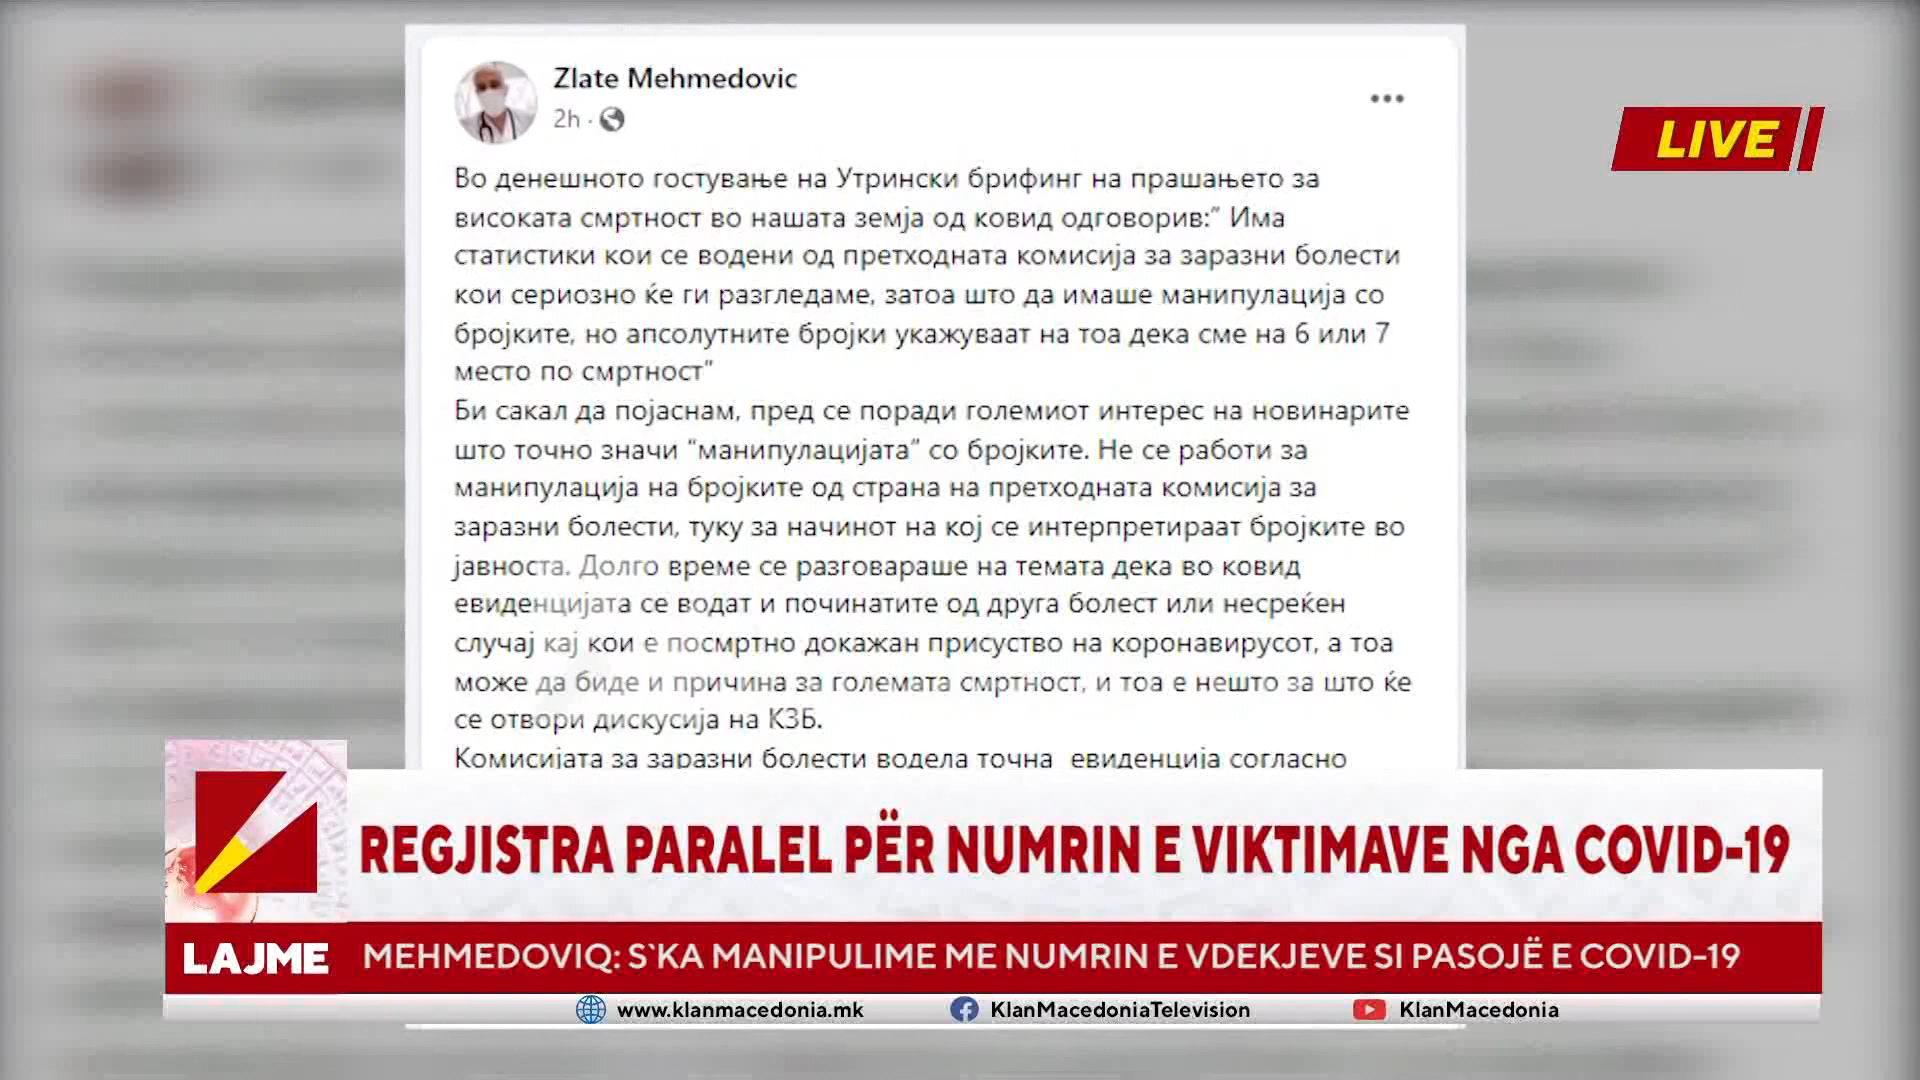 Zlate Mehmedovic
2h ·
LIVE
Во денешното гостување на Утрински брифинг на прашањето за
високата смртност во нашата земја од ковид одговорив:“ Има
статистики кои се водени од претходната комисија за заразни болести
кои сериозно ќе ги разгледаме, затоа што да имаше манипулација со
бројките, но апсолутните бројки укажуваат на тоа дека сме на 6 или 7
место по смртност“
Би сакал да појаснам, пред се поради големиот интерес на новинарите
што точно значи “манипулацијата“ со бројките. Не се работи за
манипулација на бројките од страна на претходната комисија за
заразни болести, туку за начинот на кој се интерпретираат бројките во
јавноста. Долго време се разговараше на темата дека во ковид
евиденцијата се водат и починатите од друга болест или несреќен
случај кај кои е посмртно докажан присуство на коронавирусот, а тоа
може да биде и причина за големата смртност, и тоа е нешто за што ќе
се отвори дискусија на КЗБ.
Комисијата за заразни болести водела точна евиденција согласно
REGJISTRA PARALEL PËR NUMRIN E VIKTIMAVE NGA COVID-19
LAJME MEHMEDOVIQ: S`KA MANIPULIME ME NUMRIN E VDEKJEVE SI PASOJË E COVID-19
www.klanmacedonia.mk KlanMacedoniaTelevision KlanMacedonia